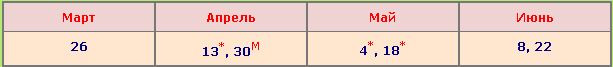 Март Апрель Май Июнь
26 13*, 30М 4*, 18* 8, 22